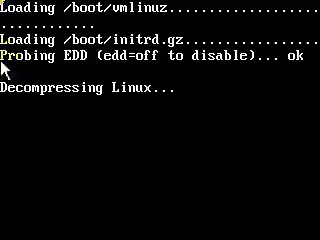 Loading /boot/vmlinuz...................
............
Loading /boot/initrd.gz.................
Probing EDD (edd=off to disable)... ok
Decompressing Linux...